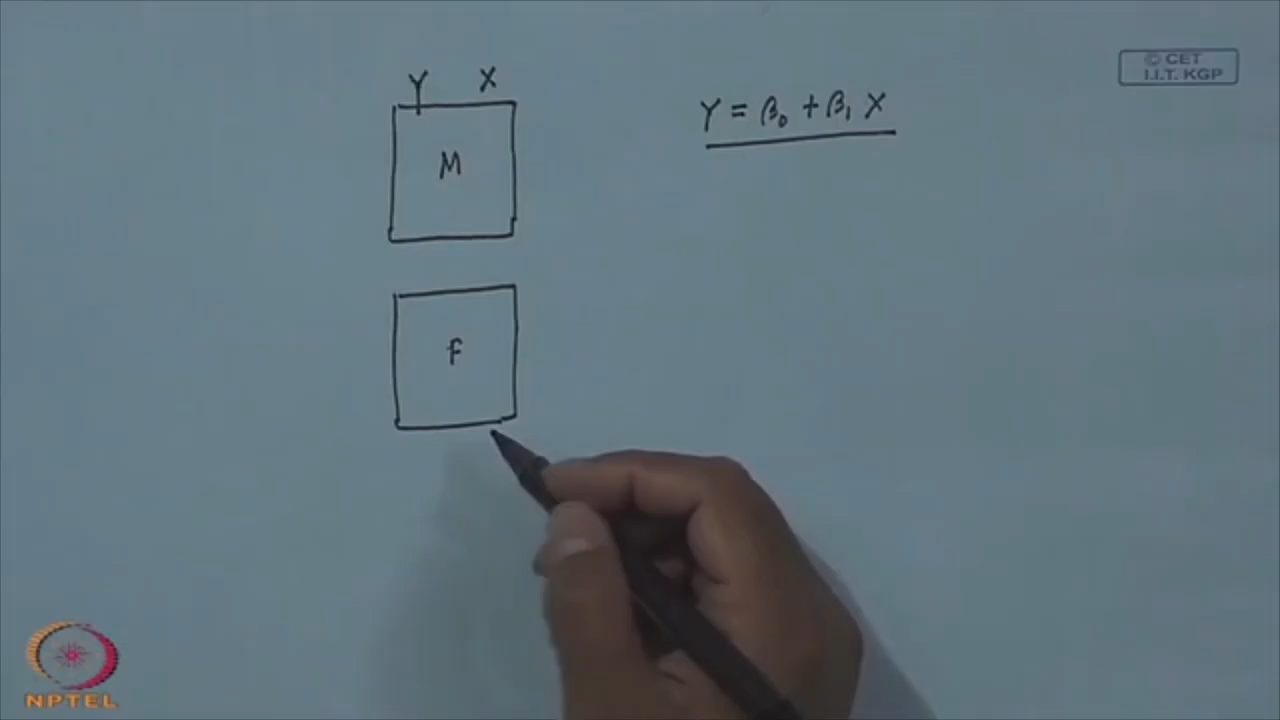 Y X
M
F
Y = β₀ + β₁ X
© CET
I.I.T. KGP
NPTEL